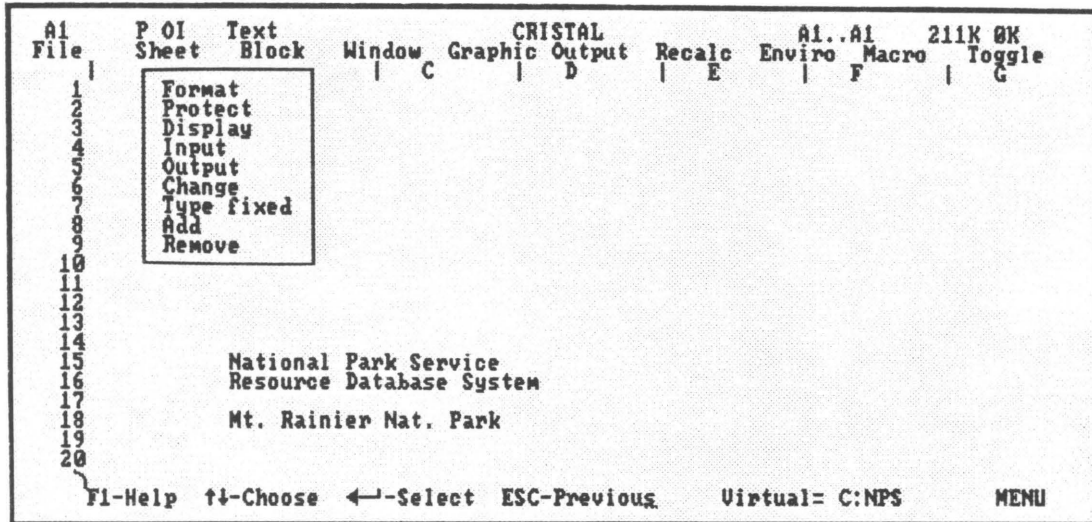 A1 P OI Text CRISTAL A1..A1 211K 0K
File Sheet Block Window Graphic Output Recalc Enviro Macro Toggle
| | C | D | E | F | G
1 Format
2 Protect
3 Display
4 Input
5 Output
6 Change
7 Type fixed
8 Add
9 Remove
10
11
12
13
14
15 National Park Service
16 Resource Database System
17
18 Mt. Rainier Nat. Park
19
20
F1-Help ↑↓-Choose ←┘-Select ESC-Previous Virtual= C:NPS MENU